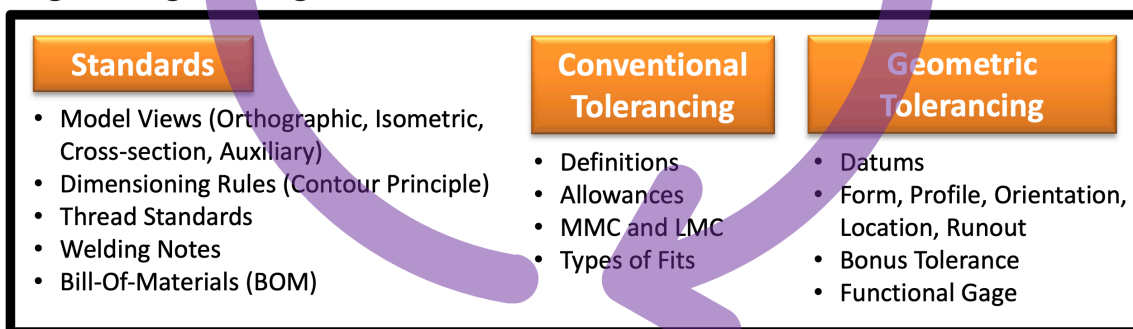 Standards
• Model Views (Orthographic, Isometric,
Cross-section, Auxiliary)
• Dimensioning Rules (Contour Principle)
• Thread Standards
• Welding Notes
• Bill-Of-Materials (BOM)
Conventional
Tolerancing
• Definitions
• Allowances
• MMC and LMC
• Types of Fits
Geometric
Tolerancing
• Datums
• Form, Profile, Orientation,
Location, Runout
• Bonus Tolerance
• Functional Gage